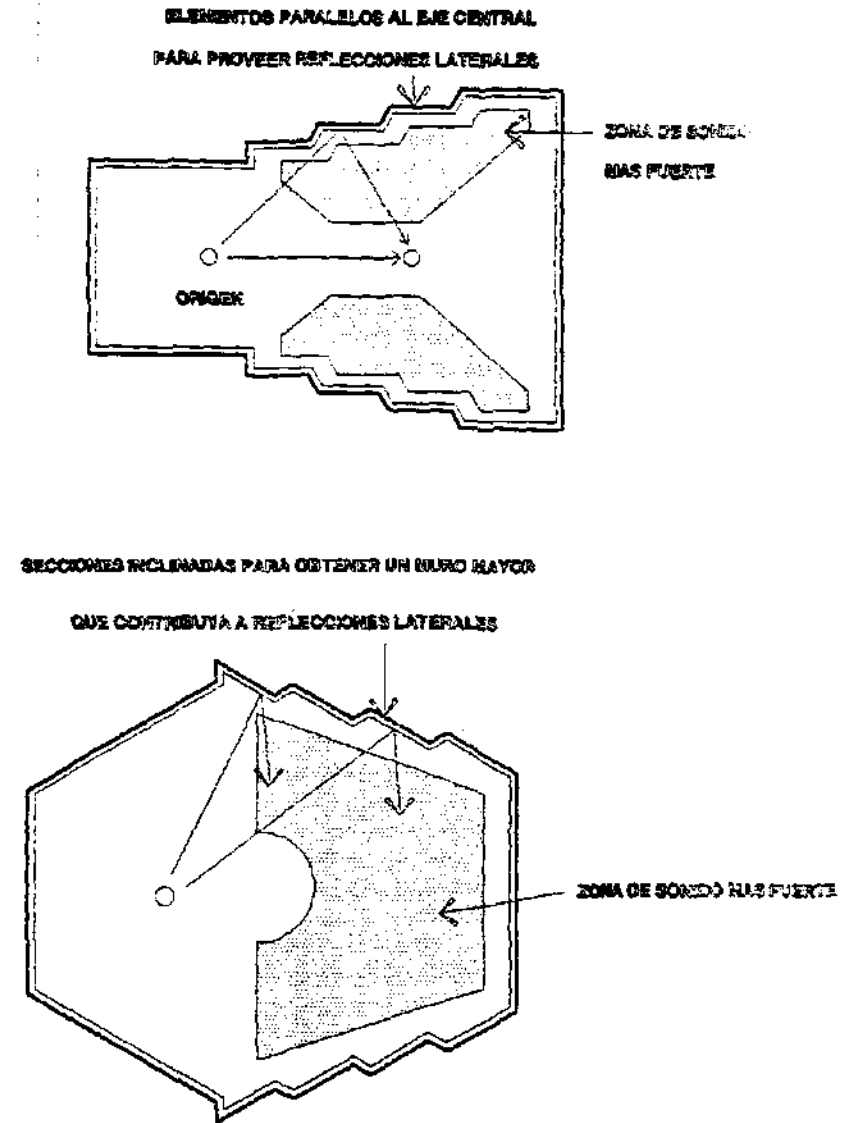 ELEMENTOS PARALELOS AL EJE CENTRAL
PARA PROVEER REFLECCIONES LATERALES
ZONA DE SONIDO
MAS FUERTE
ORIGEN
SECCIONES INCLINADAS PARA OBTENER UN MURO MAYOR
QUE CONTRIBUYA A REFLECCIONES LATERALES
ZONA DE SONIDO MAS FUERTE